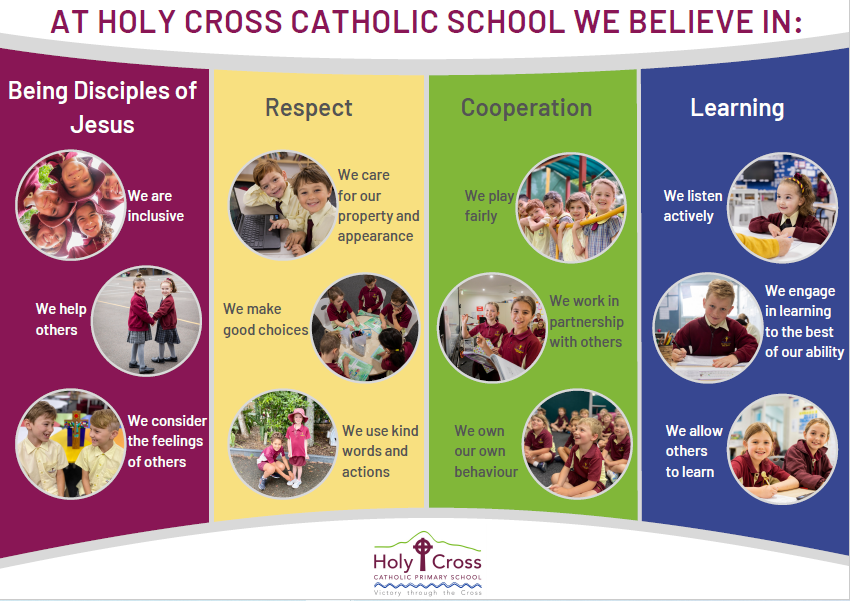 AT HOLY CROSS CATHOLIC SCHOOL WE BELIEVE IN:
Being Disciples of
Jesus
We are
inclusive
We help
others
We consider
the feelings
of others
Respect
We care
for our
property and
appearance
We make
good choices
We use kind
words and
actions
Cooperation
We play
fairly
We work in
partnership
with others
We own
our own
behaviour
Learning
We listen
actively
We engage
in learning
to the best
of our ability
We allow
others
to learn
Holy Cross
CATHOLIC PRIMARY SCHOOL
Victory through the Cross